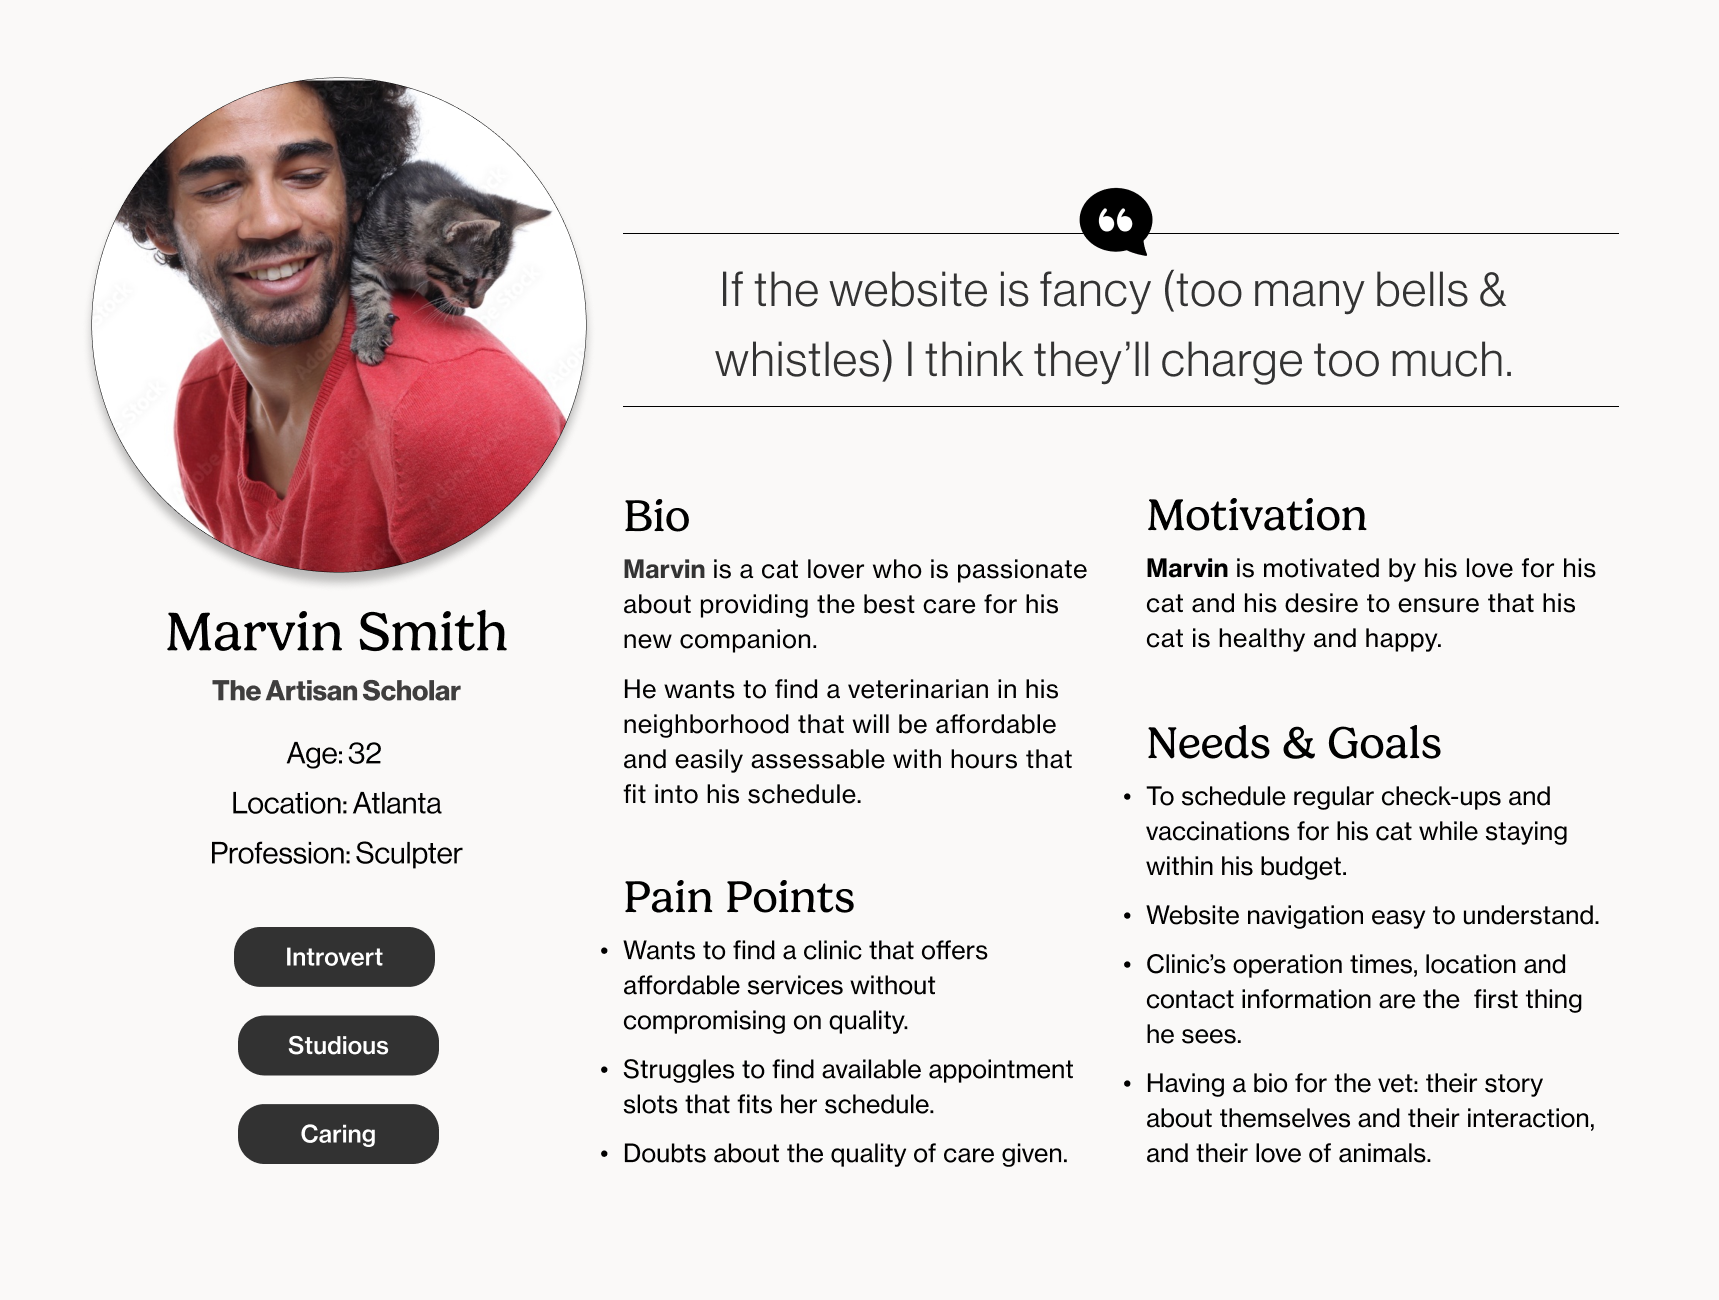 “
If the website is fancy (too many bells &
whistles) I think they’ll charge too much.
Marvin Smith
The Artisan Scholar
Age: 32
Location: Atlanta
Profession: Sculpter
Introvert
Studious
Caring
Bio
Marvin is a cat lover who is passionate
about providing the best care for his
new companion.
He wants to find a veterinarian in his
neighborhood that will be affordable
and easily assessable with hours that
fit into his schedule.
Pain Points
• Wants to find a clinic that offers
affordable services without
compromising on quality.
• Struggles to find available appointment
slots that fits her schedule.
• Doubts about the quality of care given.
Motivation
Marvin is motivated by his love for his
cat and his desire to ensure that his
cat is healthy and happy.
Needs & Goals
• To schedule regular check-ups and
vaccinations for his cat while staying
within his budget.
• Website navigation easy to understand.
• Clinic’s operation times, location and
contact information are the  first thing
he sees.
• Having a bio for the vet: their story
about themselves and their interaction,
and their love of animals.